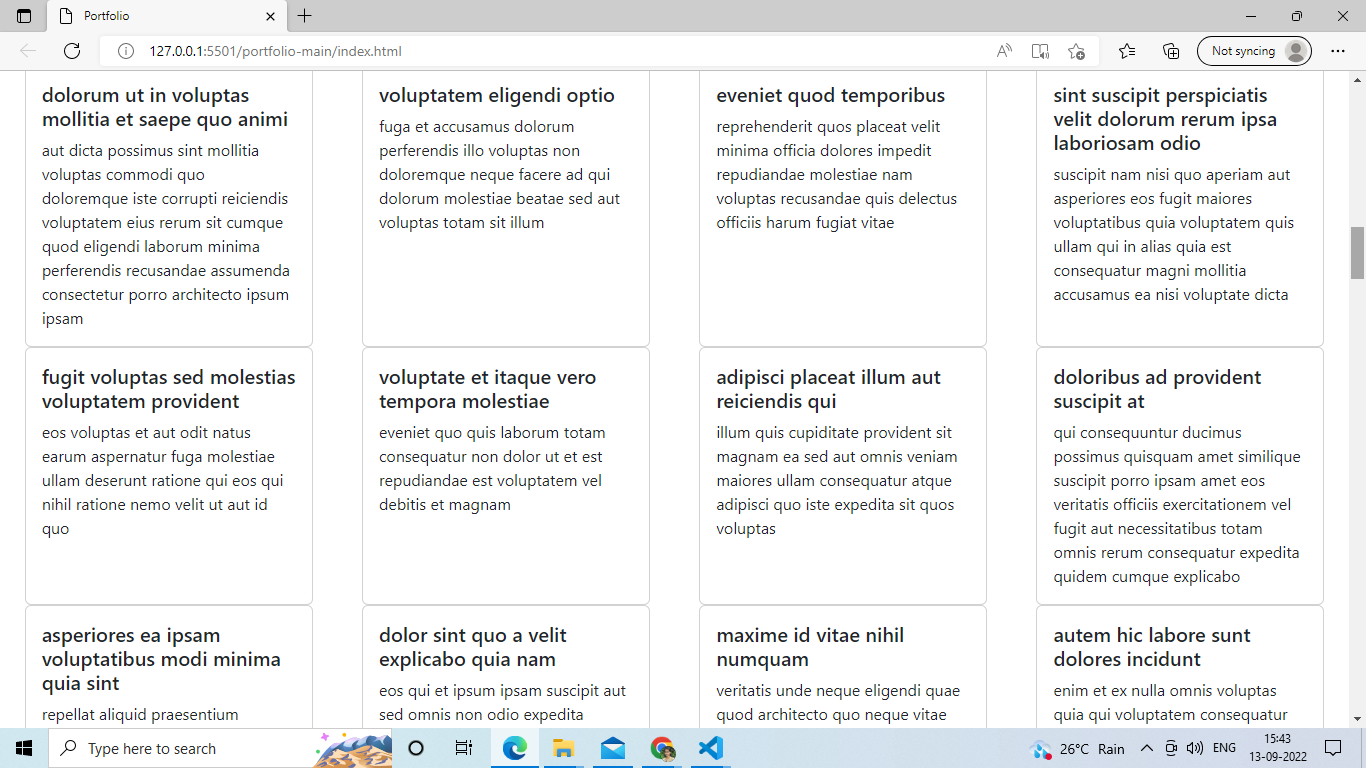 Portfolio
127.0.0.1:5501/portfolio-main/index.html
Not syncing
dolorum ut in voluptas
mollitia et saepe quo animi
aut dicta possimus sint mollitia
voluptas commodi quo
doloremque iste corrupti reiciendis
voluptatem eius rerum sit cumque
quod eligendi laborum minima
perferendis recusandae assumenda
consectetur porro architecto ipsum
ipsam
voluptatem eligendi optio
fuga et accusamus dolorum
perferendis illo voluptas non
doloremque neque facere ad qui
dolorum molestiae beatae sed aut
voluptas totam sit illum
eveniet quod temporibus
reprehenderit quos placeat velit
minima officia dolores impedit
repudiandae molestiae nam
voluptas recusandae quis delectus
officiis harum fugiat vitae
sint suscipit perspiciatis
velit dolorum rerum ipsa
laboriosam odio
suscipit nam nisi quo aperiam aut
asperiores eos fugit maiores
voluptatibus quia voluptatem quis
ullam qui in alias quia est
consequatur magni mollitia
accusamus ea nisi voluptate dicta
fugit voluptas sed molestias
voluptatem provident
eos voluptas et aut odit natus
earum aspernatur fuga molestiae
ullam deserunt ratione qui eos qui
nihil ratione nemo velit ut aut id
quo
voluptate et itaque vero
tempora molestiae
eveniet quo quis laborum totam
consequatur non dolor ut et est
repudiandae est voluptatem vel
debitis et magnam
adipisci placeat illum aut
reiciendis qui
illum quis cupiditate provident sit
magnam ea sed aut omnis veniam
maiores ullam consequatur atque
adipisci quo iste expedita sit quos
voluptas
doloribus ad provident
suscipit at
qui consequuntur ducimus
possimus quisquam amet similique
suscipit porro ipsam amet eos
veritatis officiis exercitationem vel
fugit aut necessitatibus totam
omnis rerum consequatur expedita
quidem cumque explicabo
asperiores ea ipsam
voluptatibus modi minima
quia sint
repellat aliquid praesentium
dolor sint quo a velit
explicabo quia nam
eos qui et ipsum ipsam suscipit aut
sed omnis non odio expedita
maxime id vitae nihil
numquam
veritatis unde neque eligendi quae
quod architecto quo neque vitae
autem hic labore sunt
dolores incidunt
enim et ex nulla omnis voluptas
quia qui voluptatem consequatur
Type here to search
26°C Rain
ENG
15:43
13-09-2022